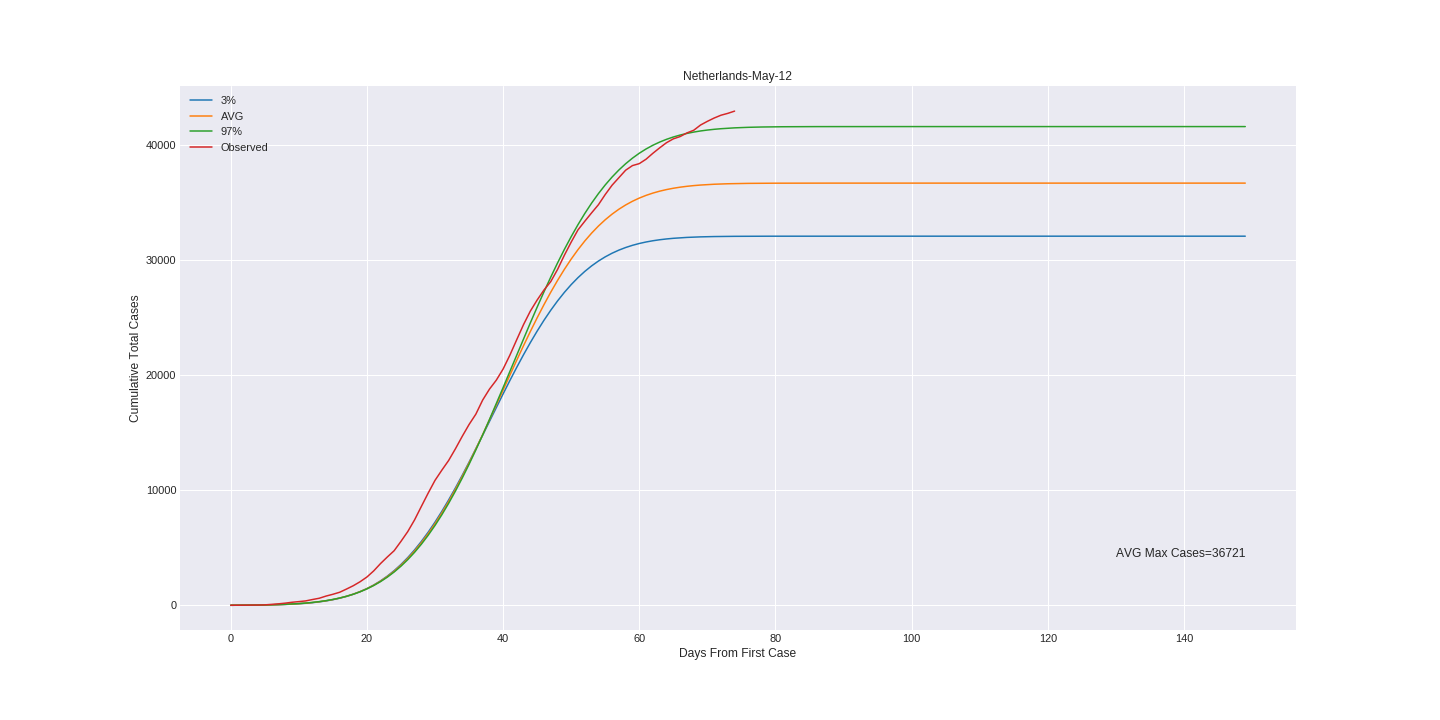 Netherlands-May-12
3%
AVG
97%
Observed
40000
30000
20000
10000
0
Cumulative Total Cases
AVG Max Cases=36721
0 20 40 60 80 100 120 140
Days From First Case